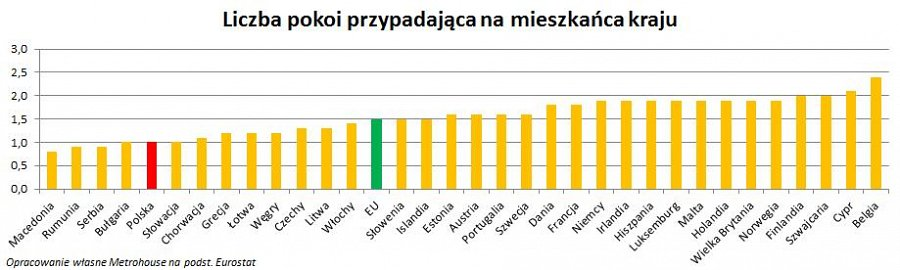 Liczba pokoi przypadająca na mieszkańca kraju
3,0
2,5
2,0
1,5
1,0
0,5
0,0
Macedonia
Rumunia
Serbia
Bułgaria
Polska
Słowacja
Chorwacja
Grecja
Łotwa
Węgry
Czechy
Litwa
Włochy
EU
Słowenia
Islandia
Estonia
Austria
Portugalia
Szwecja
Dania
Francja
Niemcy
Irlandia
Hiszpania
Luksemburg
Malta
Holandia
Wielka Brytania
Norwegia
Finlandia
Szwajcaria
Cypr
Belgia
Opracowanie własne Metrohouse na podst. Eurostat